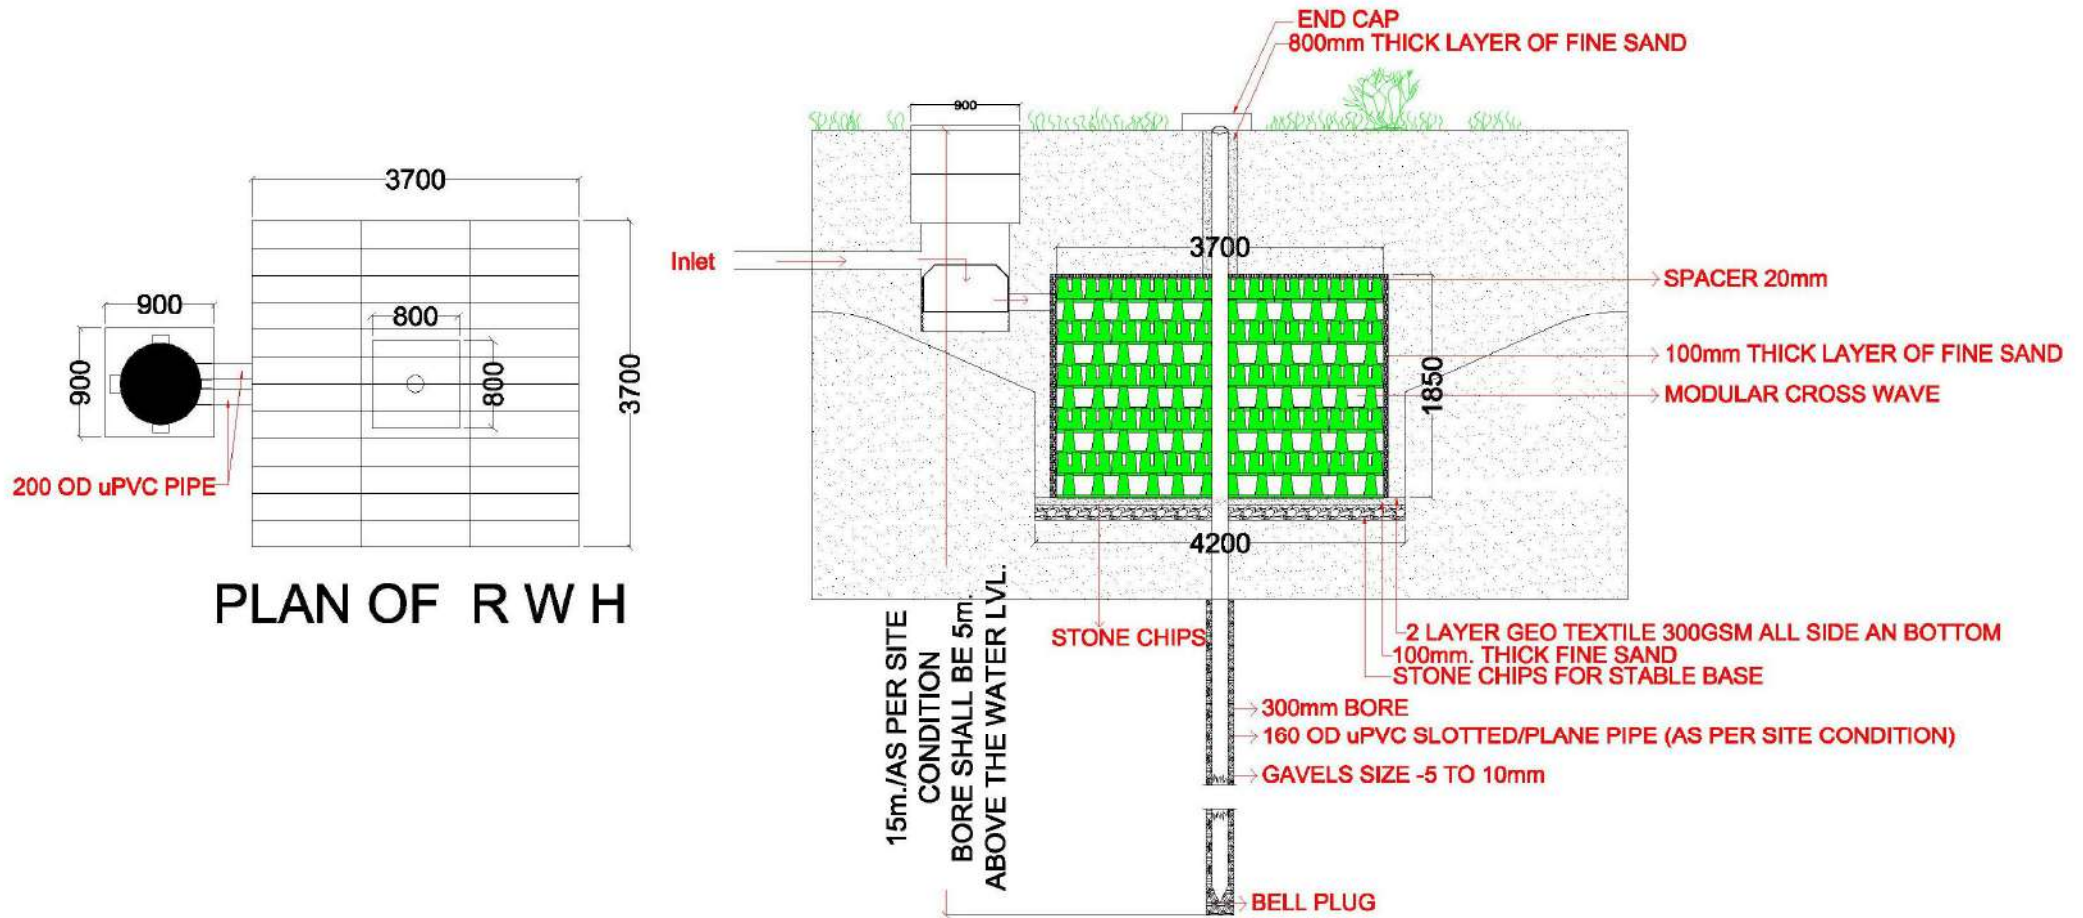 3700
900
800
900
800
3700
200 OD uPVC PIPE
PLAN OF R W H
END CAP
800mm THICK LAYER OF FINE SAND
900
Inlet
3700
SPACER 20mm
100mm THICK LAYER OF FINE SAND
1850
MODULAR CROSS WAVE
4200
STONE CHIPS
2 LAYER GEO TEXTILE 300GSM ALL SIDE AN BOTTOM
100mm. THICK FINE SAND
STONE CHIPS FOR STABLE BASE
15m./AS PER SITE
CONDITION
BORE SHALL BE 5m.
ABOVE THE WATER LVL.
300mm BORE
160 OD uPVC SLOTTED/PLANE PIPE (AS PER SITE CONDITION)
GAVELS SIZE -5 TO 10mm
BELL PLUG